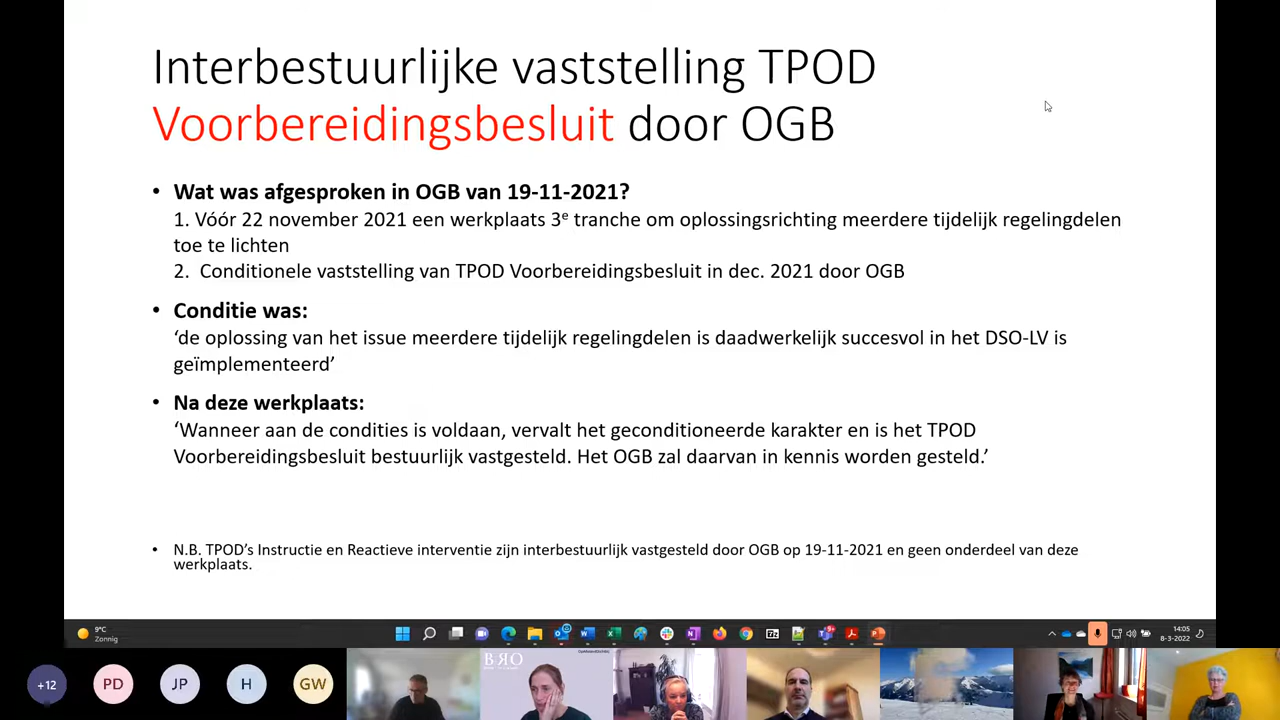 Interbestuurlijke vaststelling TPOD
Voorbereidingsbesluit door OGB
• Wat was afgesproken in OGB van 19-11-2021?
1. Vóór 22 november 2021 een werkplaats 3e tranche om oplossingsrichting meerdere tijdelijk regelingdelen
toe te lichten
2. Conditionele vaststelling van TPOD Voorbereidingsbesluit in dec. 2021 door OGB
• Conditie was:
‘de oplossing van het issue meerdere tijdelijk regelingdelen is daadwerkelijk succesvol in het DSO-LV is
geïmplementeerd’
• Na deze werkplaats:
‘Wanneer aan de condities is voldaan, vervalt het geconditioneerde karakter en is het TPOD
Voorbereidingsbesluit bestuurlijk vastgesteld. Het OGB zal daarvan in kennis worden gesteld.’
• N.B. TPOD’s Instructie en Reactieve interventie zijn interbestuurlijk vastgesteld door OGB op 19-11-2021 en geen onderdeel van deze
werkplaats.
9°C
Zonnig
14:05
8-3-2022
+12
PD
JP
H
GW
BRO